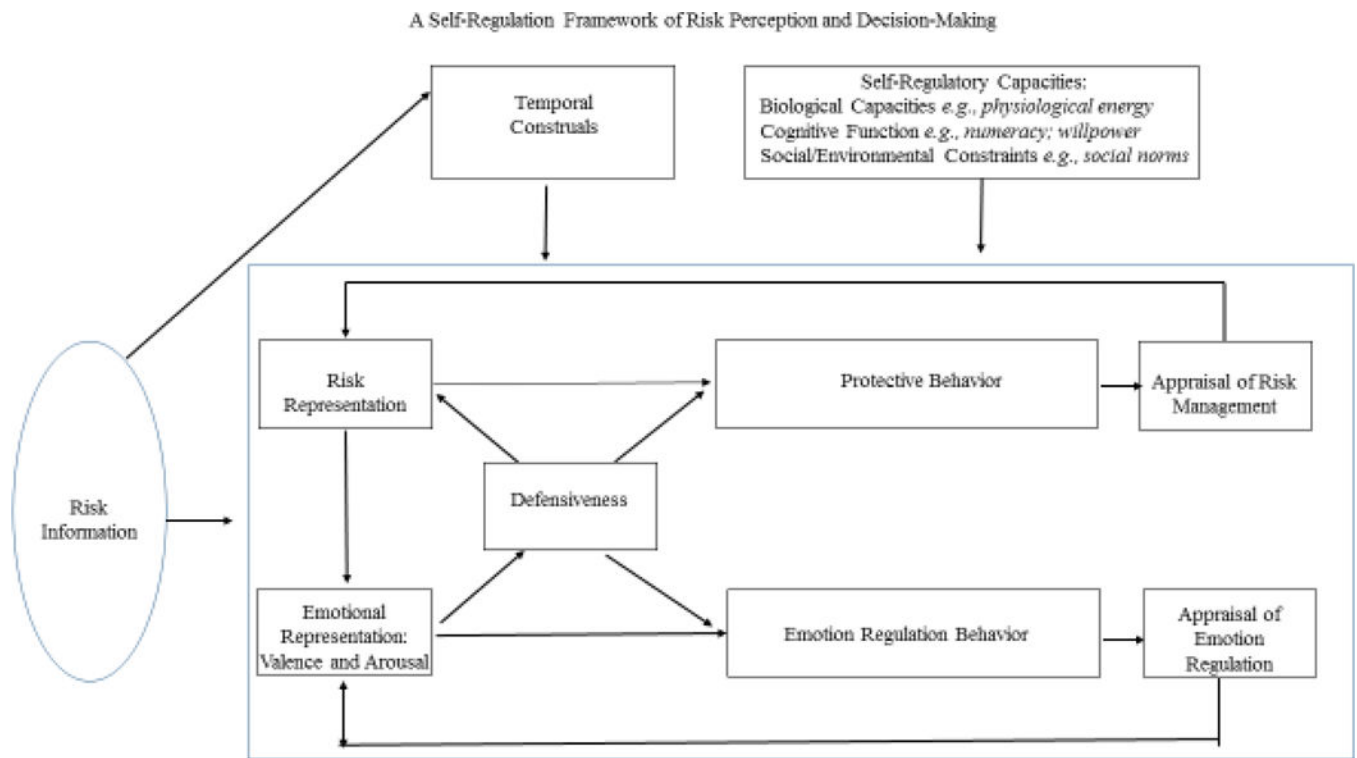 A Self-Regulation Framework of Risk Perception and Decision-Making
Temporal
Construals
Self-Regulatory Capacities:
Biological Capacities e.g., physiological energy
Cognitive Function e.g., numeracy; willpower
Social/Environmental Constraints e.g., social norms
Risk
Information
Risk
Representation
Protective Behavior
Appraisal of Risk
Management
Defensiveness
Emotional
Representation:
Valence and Arousal
Emotion Regulation Behavior
Appraisal of
Emotion
Regulation